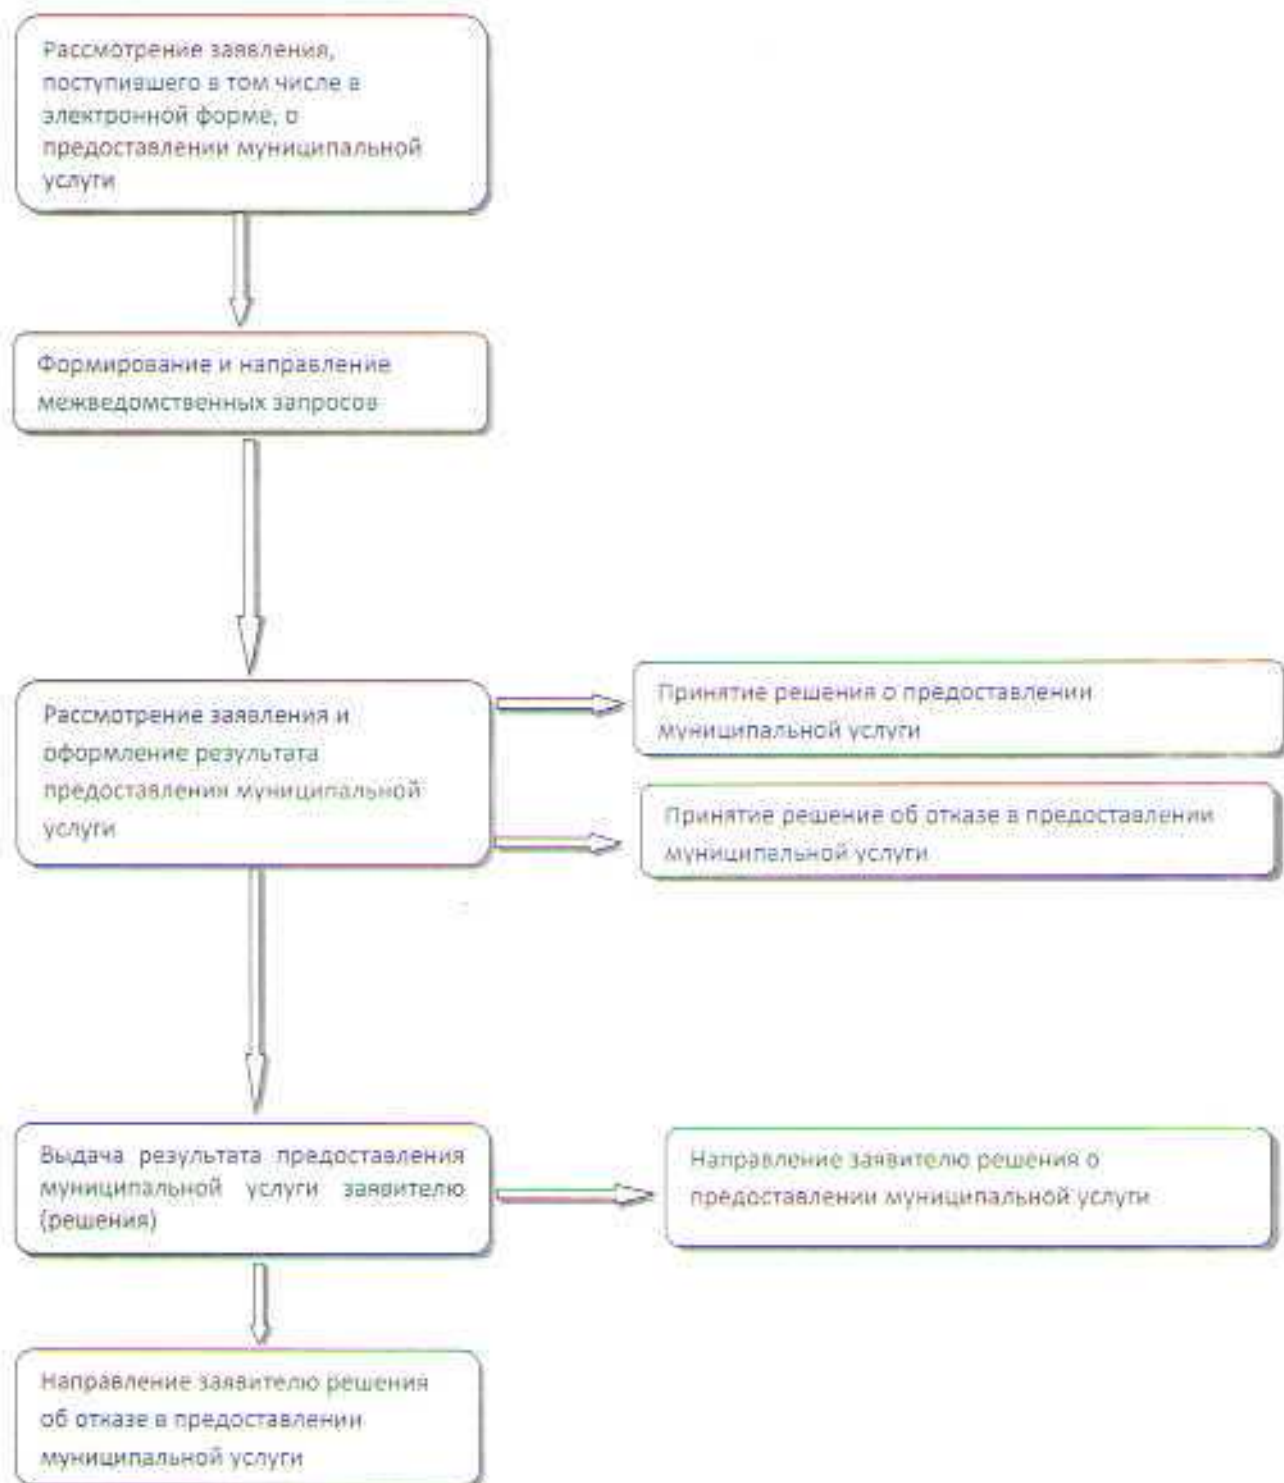 Рассмотрение заявления,
поступившего в том числе в
электронной форме, о
предоставлении муниципальной
услуги
Формирование и направление
межведомственных запросов
Рассмотрение заявления и
оформление результата
предоставления муниципальной
услуги
Принятие решения о предоставлении
муниципальной услуги
Принятие решение об отказе в предоставлении
муниципальной услуги
Выдача результата предоставления
муниципальной услуги заявителю
(решения)
Направление заявителю решения о
предоставлении муниципальной услуги
Направление заявителю решения
об отказе в предоставлении
муниципальной услуги